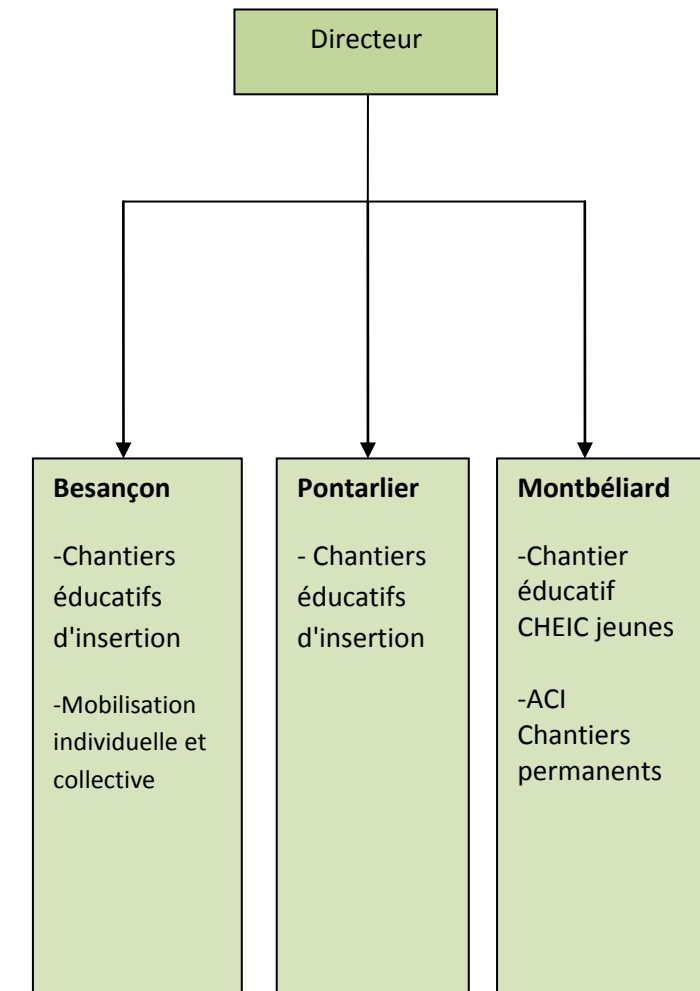 Directeur
Besançon
-Chantiers
éducatifs
d'insertion
-Mobilisation
individuelle et
collective
Pontarlier
- Chantiers
éducatifs
d'insertion
Montbéliard
-Chantier
éducatif
CHEIC jeunes
-ACI
Chantiers
permanents